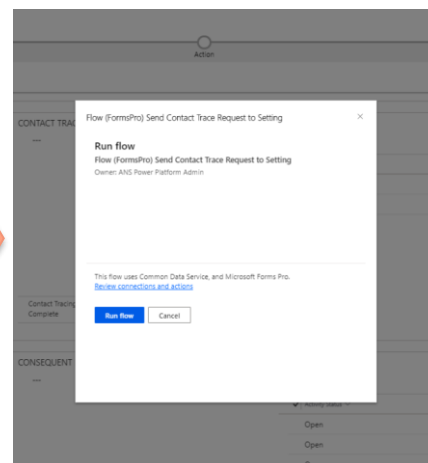 Action
CONTACT TRAC
---
Flow (FormsPro) Send Contact Trace Request to Setting
Run flow
Flow (FormsPro) Send Contact Trace Request to Setting
Owner: ANS Power Platform Admin
This flow uses Common Data Service, and Microsoft Forms Pro.
Review connections and actions
Run flow
Cancel
Contact Tracing
Complete
CONSEQUENT
---
Activity Status
Open
Open